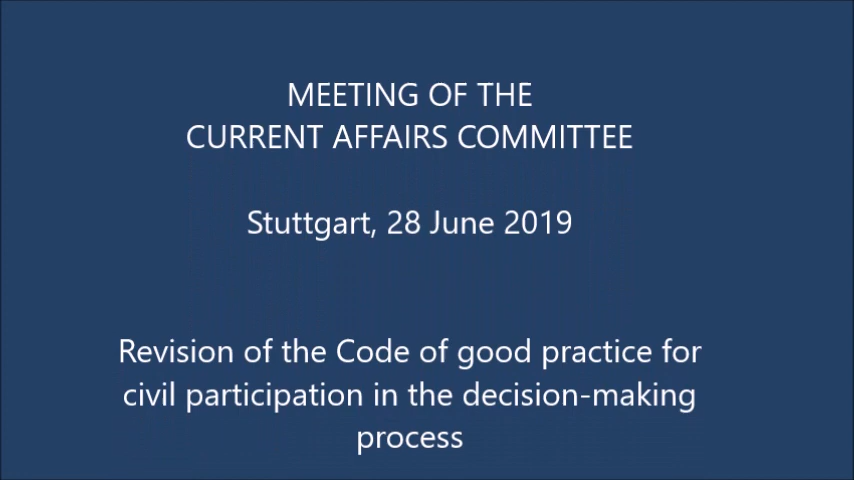 MEETING OF THE
CURRENT AFFAIRS COMMITTEE
Stuttgart, 28 June 2019
Revision of the Code of good practice for
civil participation in the decision-making
process